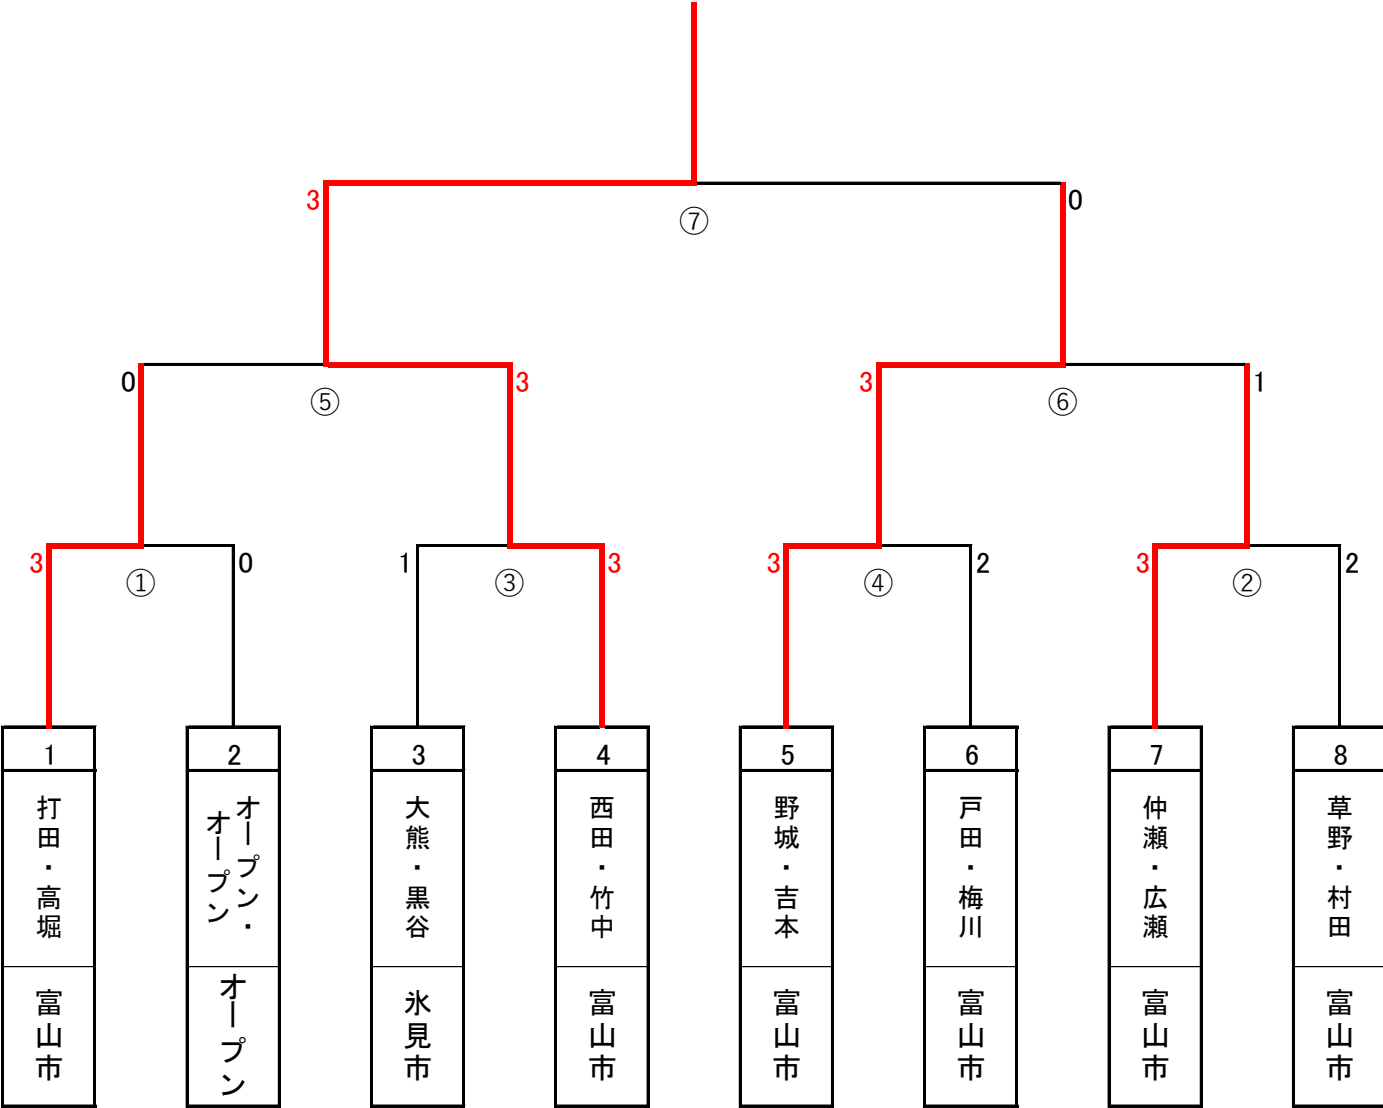 3
0
⑦
0
3
3
1
⑤
⑥
3
0
1
3
3
2
3
2
①
③
④
②
1
2
3
4
5
6
7
8
打田・高堀
オープン・
オープン
大熊・黒谷
西田・竹中
野城・吉本
戸田・梅川
仲瀬・広瀬
草野・村田
富山市
オープン
氷見市
富山市
富山市
富山市
富山市
富山市